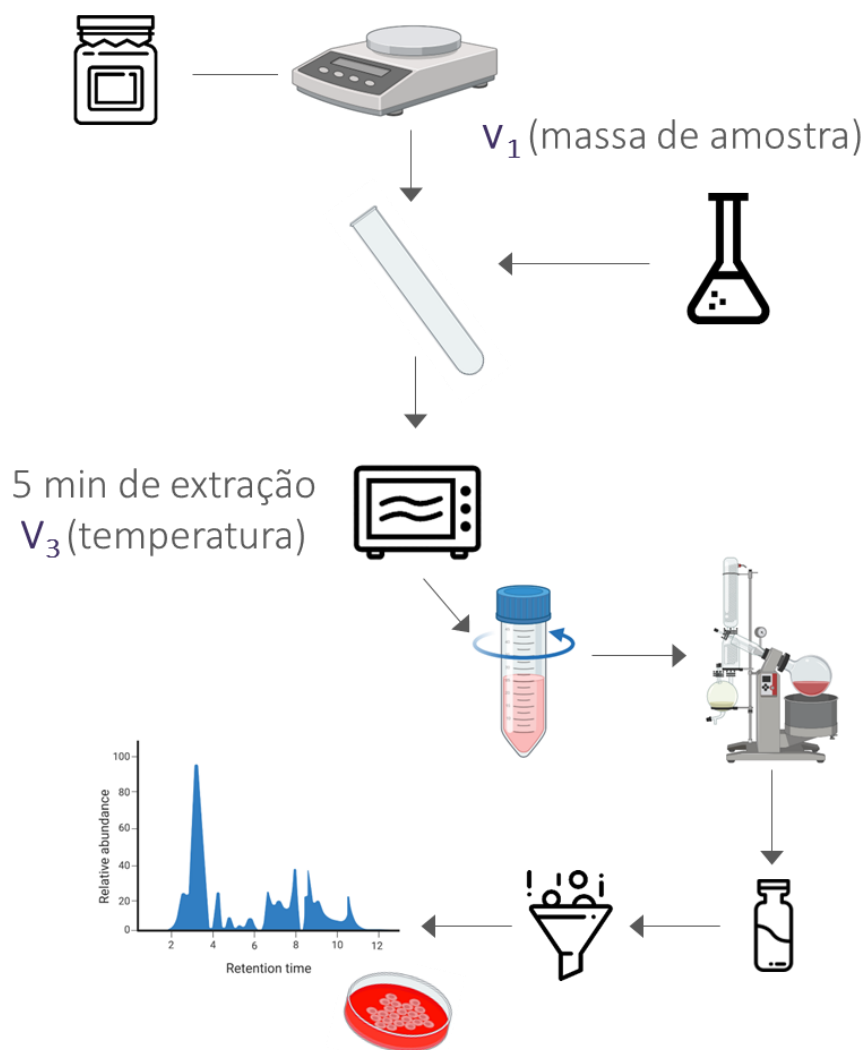 V1 (massa de amostra)
5 min de extração
V3 (temperatura)
Relative abundance
100
80
60
40
20
0
2 4 6 8 10 12
Retention time